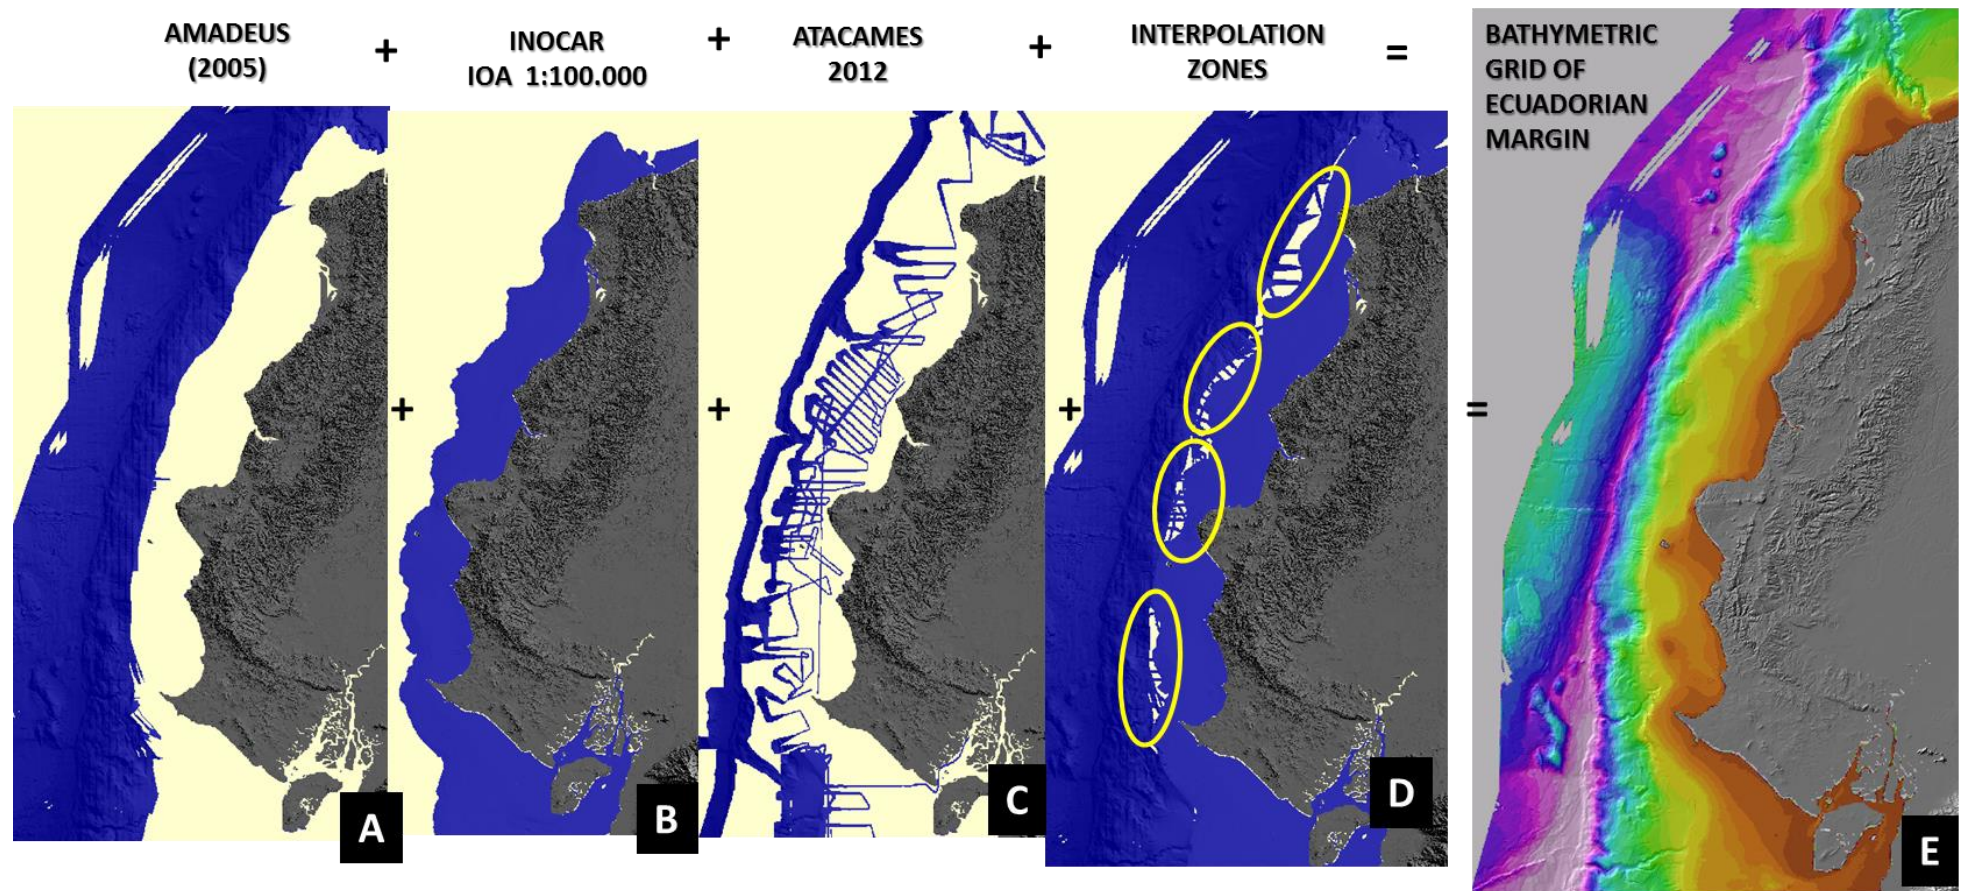 AMADEUS
(2005)
+
INOCAR
IOA 1:100.000
+
ATACAMES
2012
+
INTERPOLATION
ZONES
=
BATHYMETRIC
GRID OF
ECUADORIAN
MARGIN
+
+
+
=
A
B
C
D
E